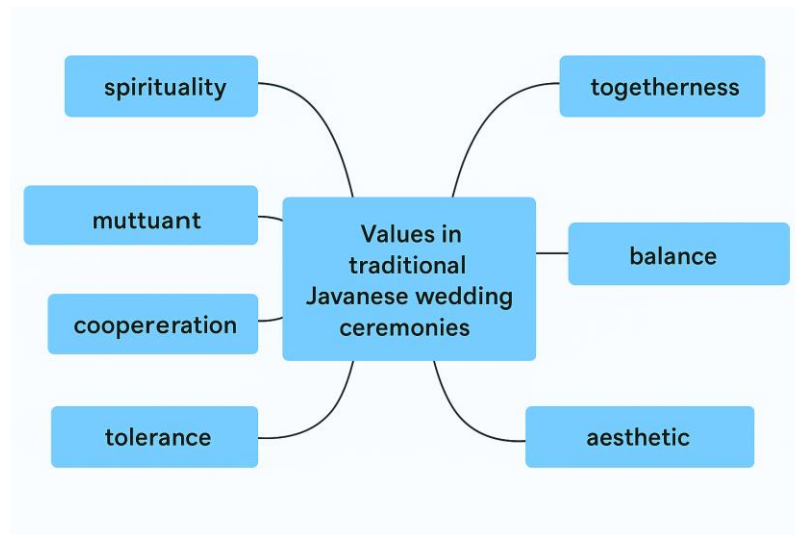 spirituality
togetherness
muttuant
Values in
traditional
Javanese wedding
ceremonies
balance
coopereration
tolerance
aesthetic